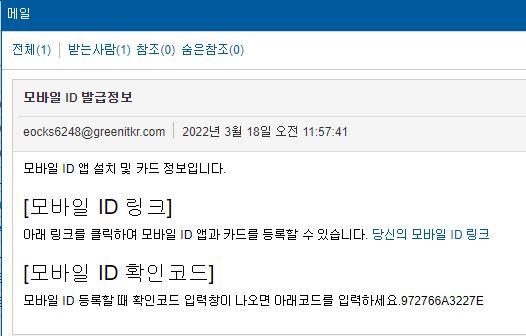 메일
전체(1) 받는사람(1) 참조(0) 숨은참조(0)
모바일 ID 발급정보
eocks6248@greenitkr.com 2022년 3월 18일 오전 11:57:41
모바일 ID 앱 설치 및 카드 정보입니다.
[모바일 ID 링크]
아래 링크를 클릭하여 모바일 ID 앱과 카드를 등록할 수 있습니다. 당신의 모바일 ID 링크
[모바일 ID 확인코드]
모바일 ID 등록할 때 확인코드 입력창이 나오면 아래코드를 입력하세요.972766A3227E